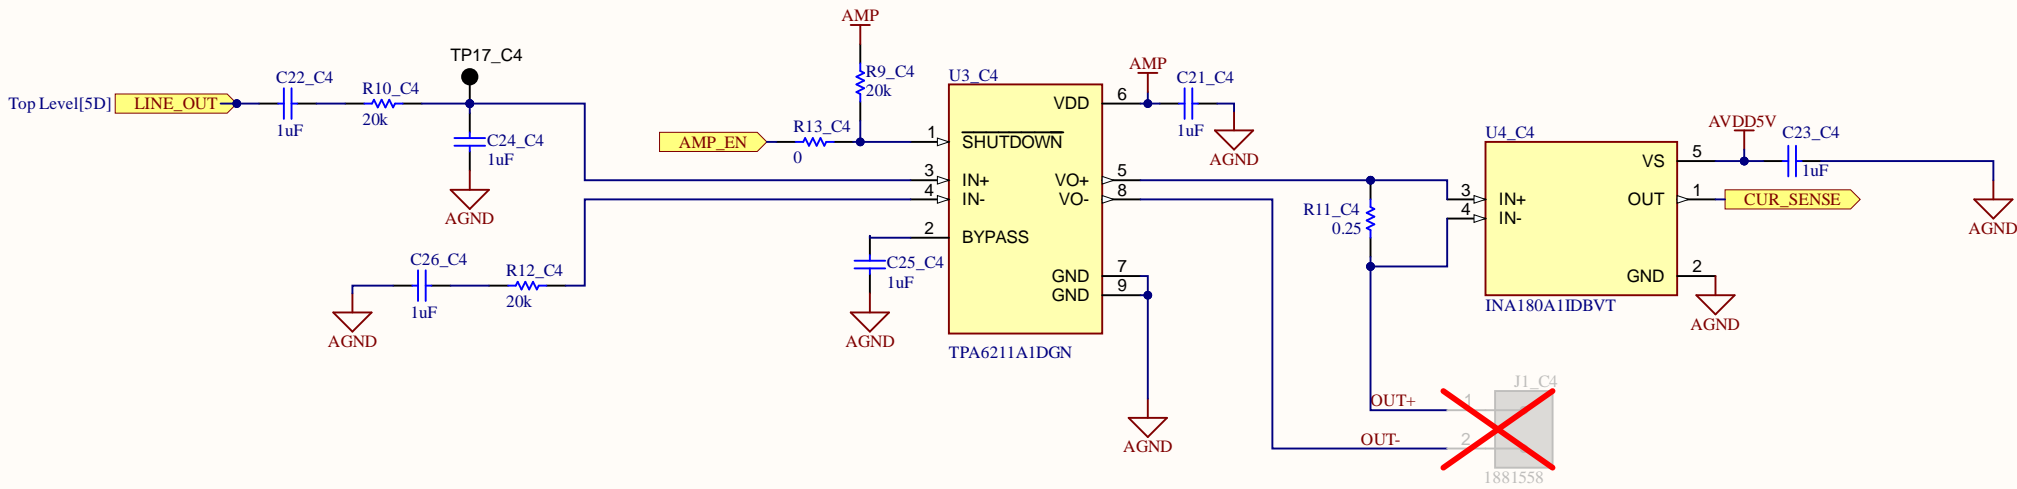 Top Level[5D]
LINE_OUT
C22_C4
1uF
R10_C4
20k
TP17_C4
C24_C4
1uF
AGND
C26_C4
1uF
AGND
R12_C4
20k
AMP
R9_C4
20k
AMP_EN
R13_C4
0
C25_C4
1uF
AGND
U3_C4
1
SHUTDOWN
3
IN+
4
IN-
2
BYPASS
VDD
6
VO+
5
VO-
8
GND
7
GND
9
TPA6211A1DGN
AMP
C21_C4
1uF
AGND
AGND
R11_C4
0.25
U4_C4
3
IN+
4
IN-
VS
5
OUT
1
GND
2
INA180A1IDBVT
AVDD5V
C23_C4
1uF
AGND
CUR_SENSE
AGND
OUT+
OUT-
J1_C4
1
2
1881558